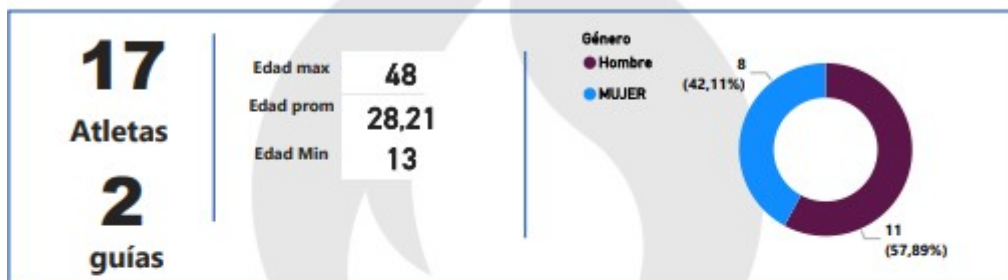 17
Atletas
2
guías
Edad max 48
Edad prom 28,21
Edad Min 13
Género
Hombre
MUJER
8
(42,11%)
11
(57,89%)